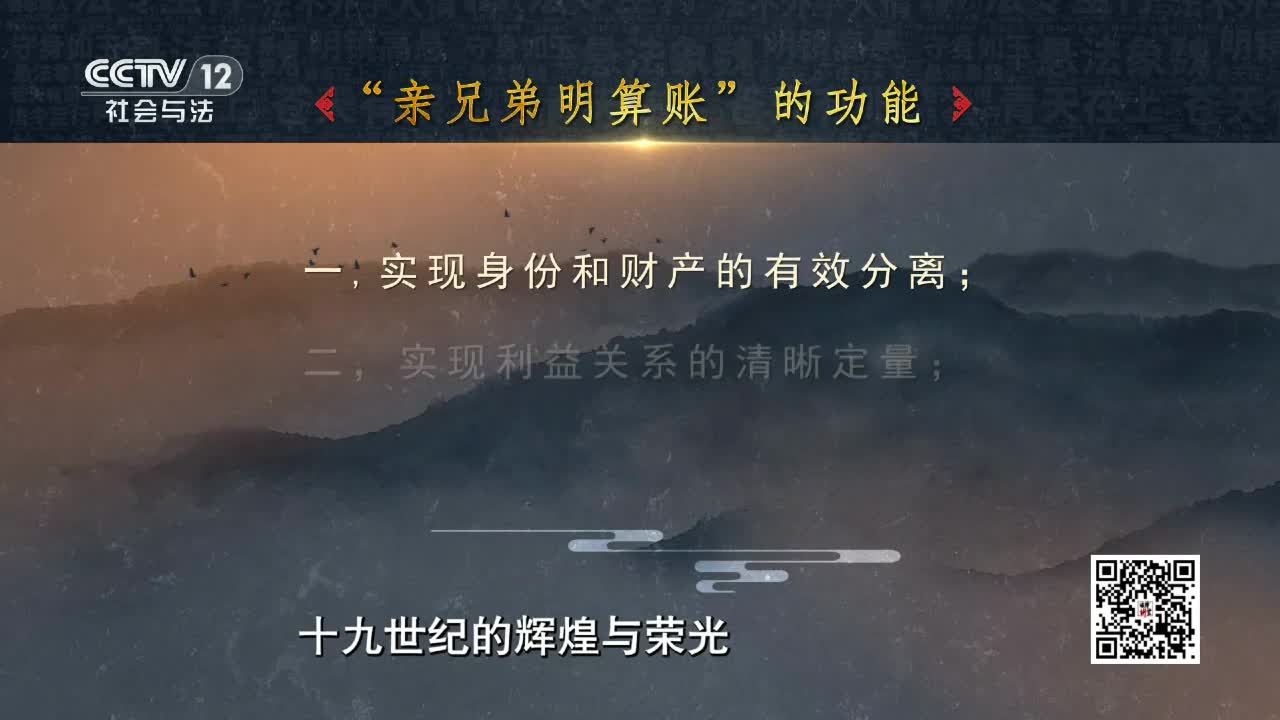 CCTV 12
社会与法
“亲兄弟明算账”的功能
一,实现身份和财产的有效分离;
二,实现利益关系的清晰定量;
十九世纪的辉煌与荣光